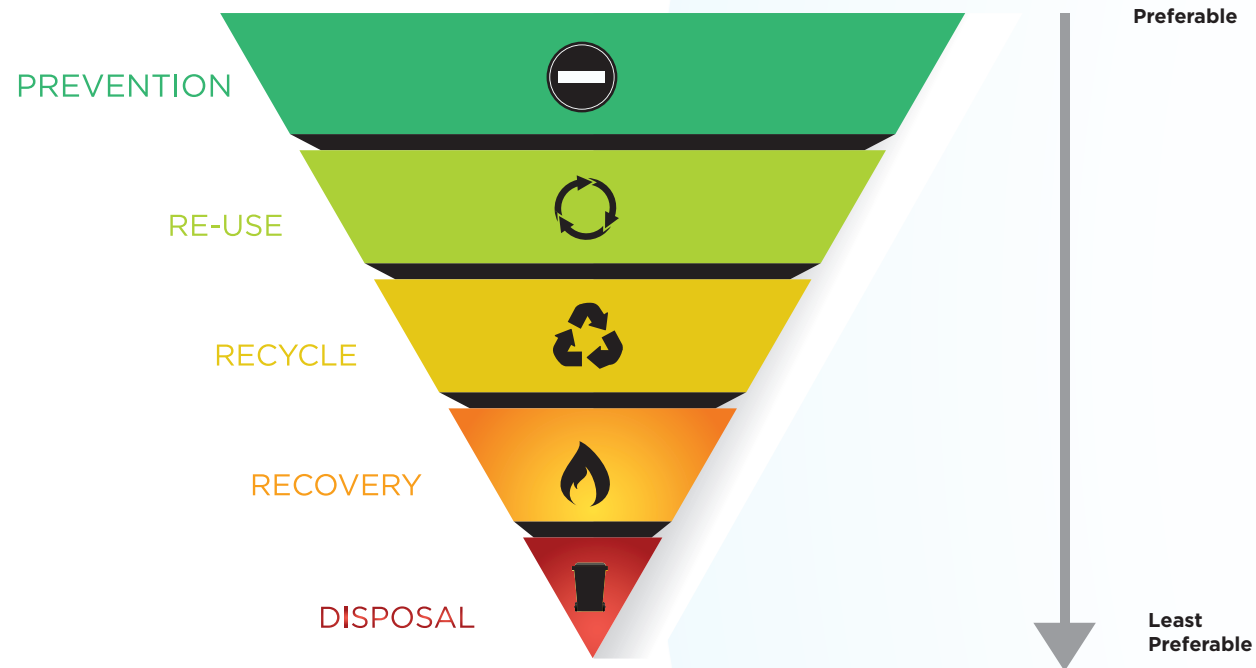 Preferable
PREVENTION
RE-USE
RECYCLE
RECOVERY
DISPOSAL
Least
Preferable